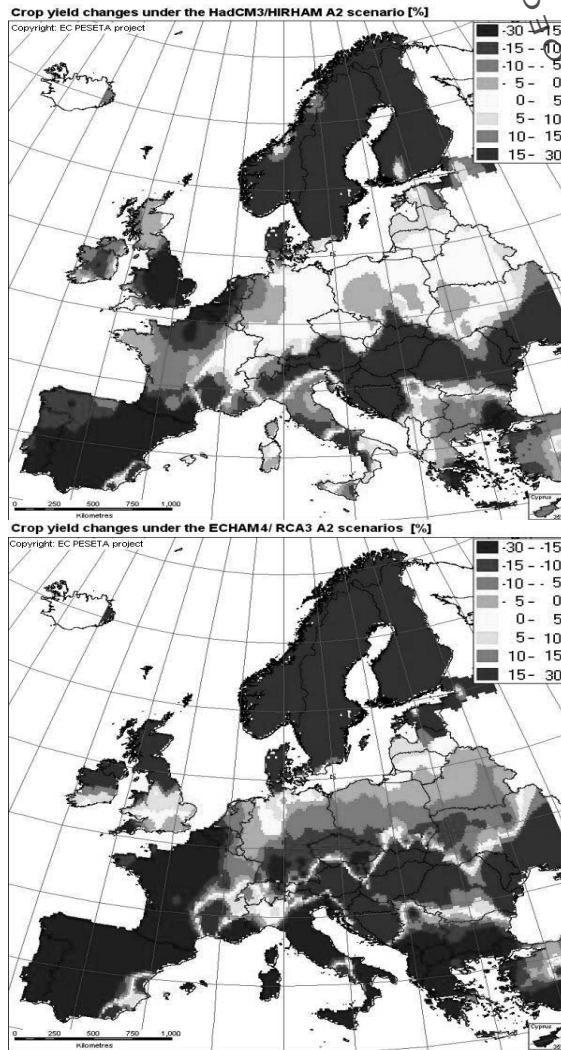 Crop yield changes under the HadCM3/HIRHAM A2 scenario [%]
Copyright: EC PESETA project
-30 - -15
-15 - -10
-10 - - 5
- 5 - 0
0 - 5
5 - 10
10 - 15
15 - 30
0 250 500 750 1,000
Kilometres
Cyprus
35
Crop yield changes under the ECHAM4/ RCA3 A2 scenarios [%]
Copyright: EC PESETA project
-30 - -15
-15 - -10
-10 - - 5
- 5 - 0
0 - 5
5 - 10
10 - 15
15 - 30
0 250 500 750 1,000
Kilometres
Cyprus
35